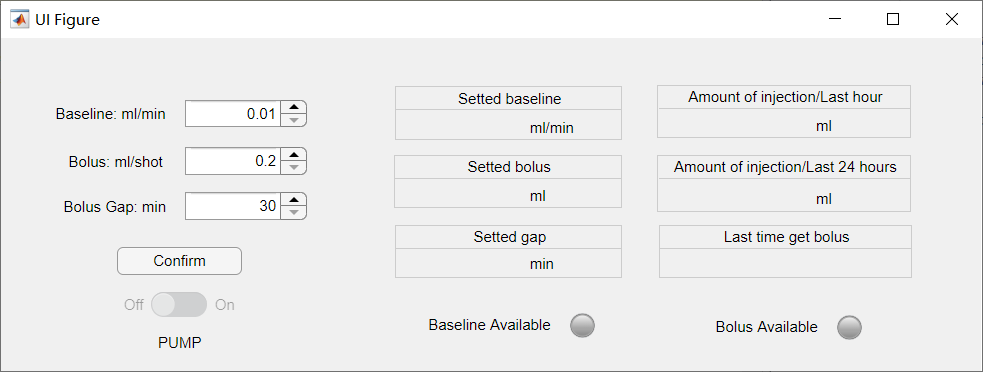 UI Figure
Baseline: ml/min 0.01
Bolus: ml/shot 0.2
Bolus Gap: min 30
Confirm
Off On
PUMP
Setted baseline
ml/min
Setted bolus
ml
Setted gap
min
Baseline Available
Amount of injection/Last hour
ml
Amount of injection/Last 24 hours
ml
Last time get bolus
Bolus Available